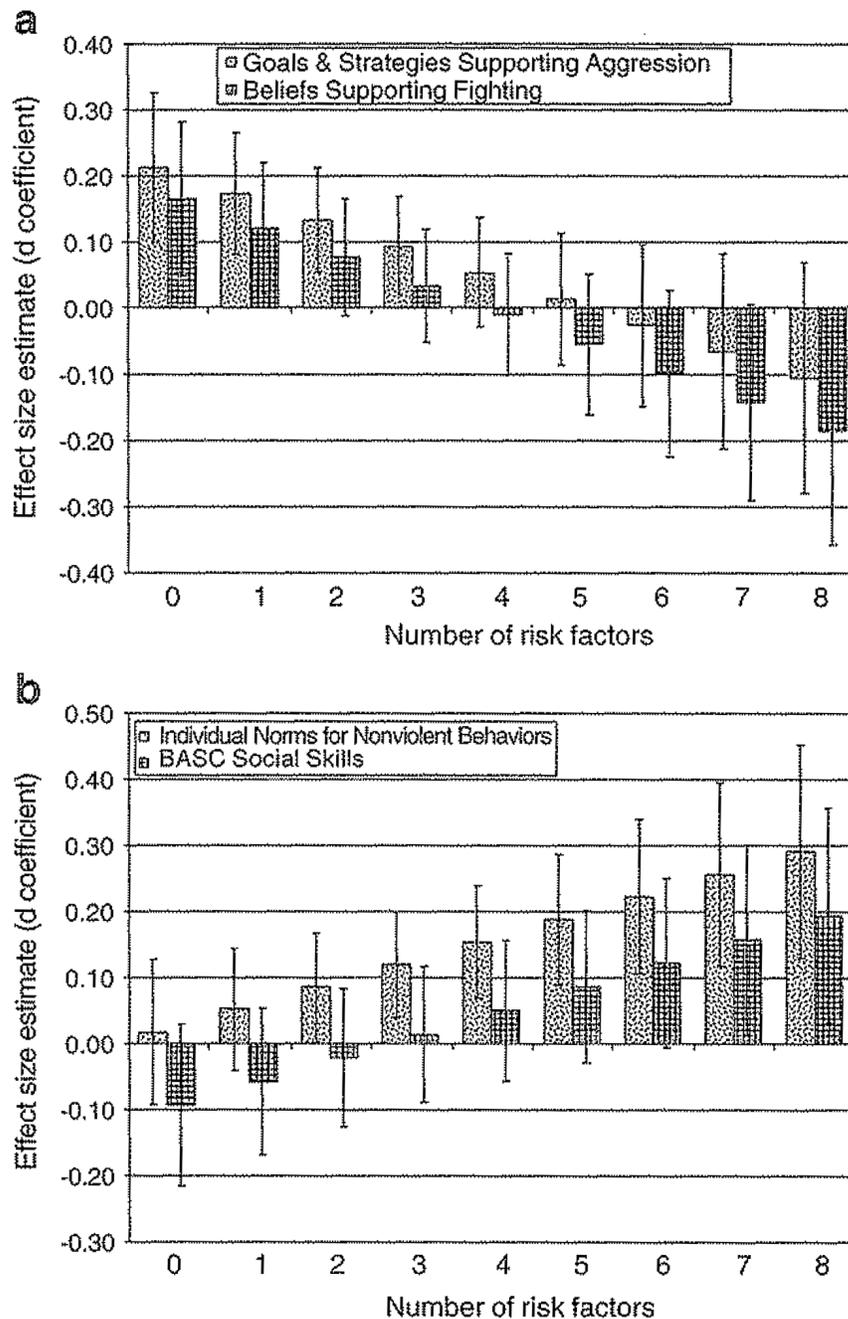 a
0.40
Goals & Strategies Supporting Aggression
Beliefs Supporting Fighting
0.30
0.20
0.10
0.00
-0.10
-0.20
-0.30
-0.40
Effect size estimate (d coefficient)
0 1 2 3 4 5 6 7 8
Number of risk factors
b
0.50
Individual Norms for Nonviolent Behaviors
BASC Social Skills
0.40
0.30
0.20
0.10
0.00
-0.10
-0.20
-0.30
Effect size estimate (d coefficient)
0 1 2 3 4 5 6 7 8
Number of risk factors